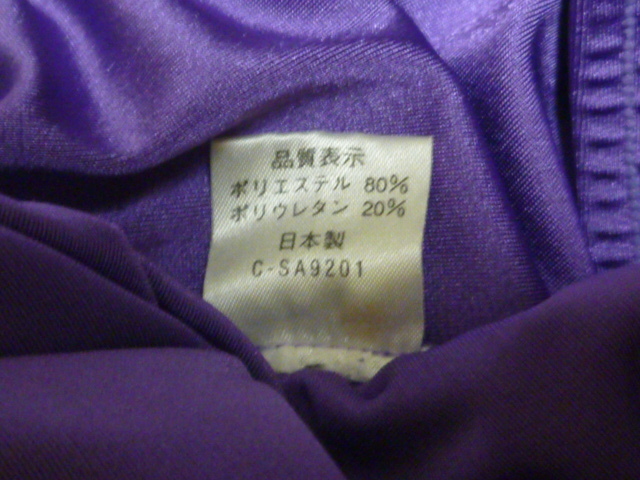 品質表示
ポリエステル 80%
ポリウレタン 20%
日本製
C-SA9201